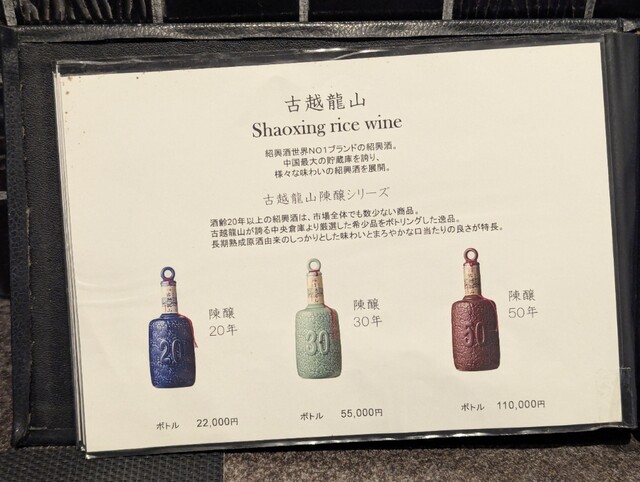 古越龍山
Shaoxing rice wine
紹興酒世界NO1ブランドの紹興酒。
中国最大の貯蔵庫を誇り、
様々な味わいの紹興酒を展開。
古越龍山陳醸シリーズ
酒齢20年以上の紹興酒は、市場全体でも数少ない商品。
古越龍山が誇る中央倉庫より厳選した希少品をボトリングした逸品。
長期熟成原酒由来のしっかりとした味わいとまろやかな口当たりの良さが特長。
20
陳醸
20年
30
陳醸
30年
50
陳醸
50年
ボトル 22,000円
ボトル 55,000円
ボトル 110,000円